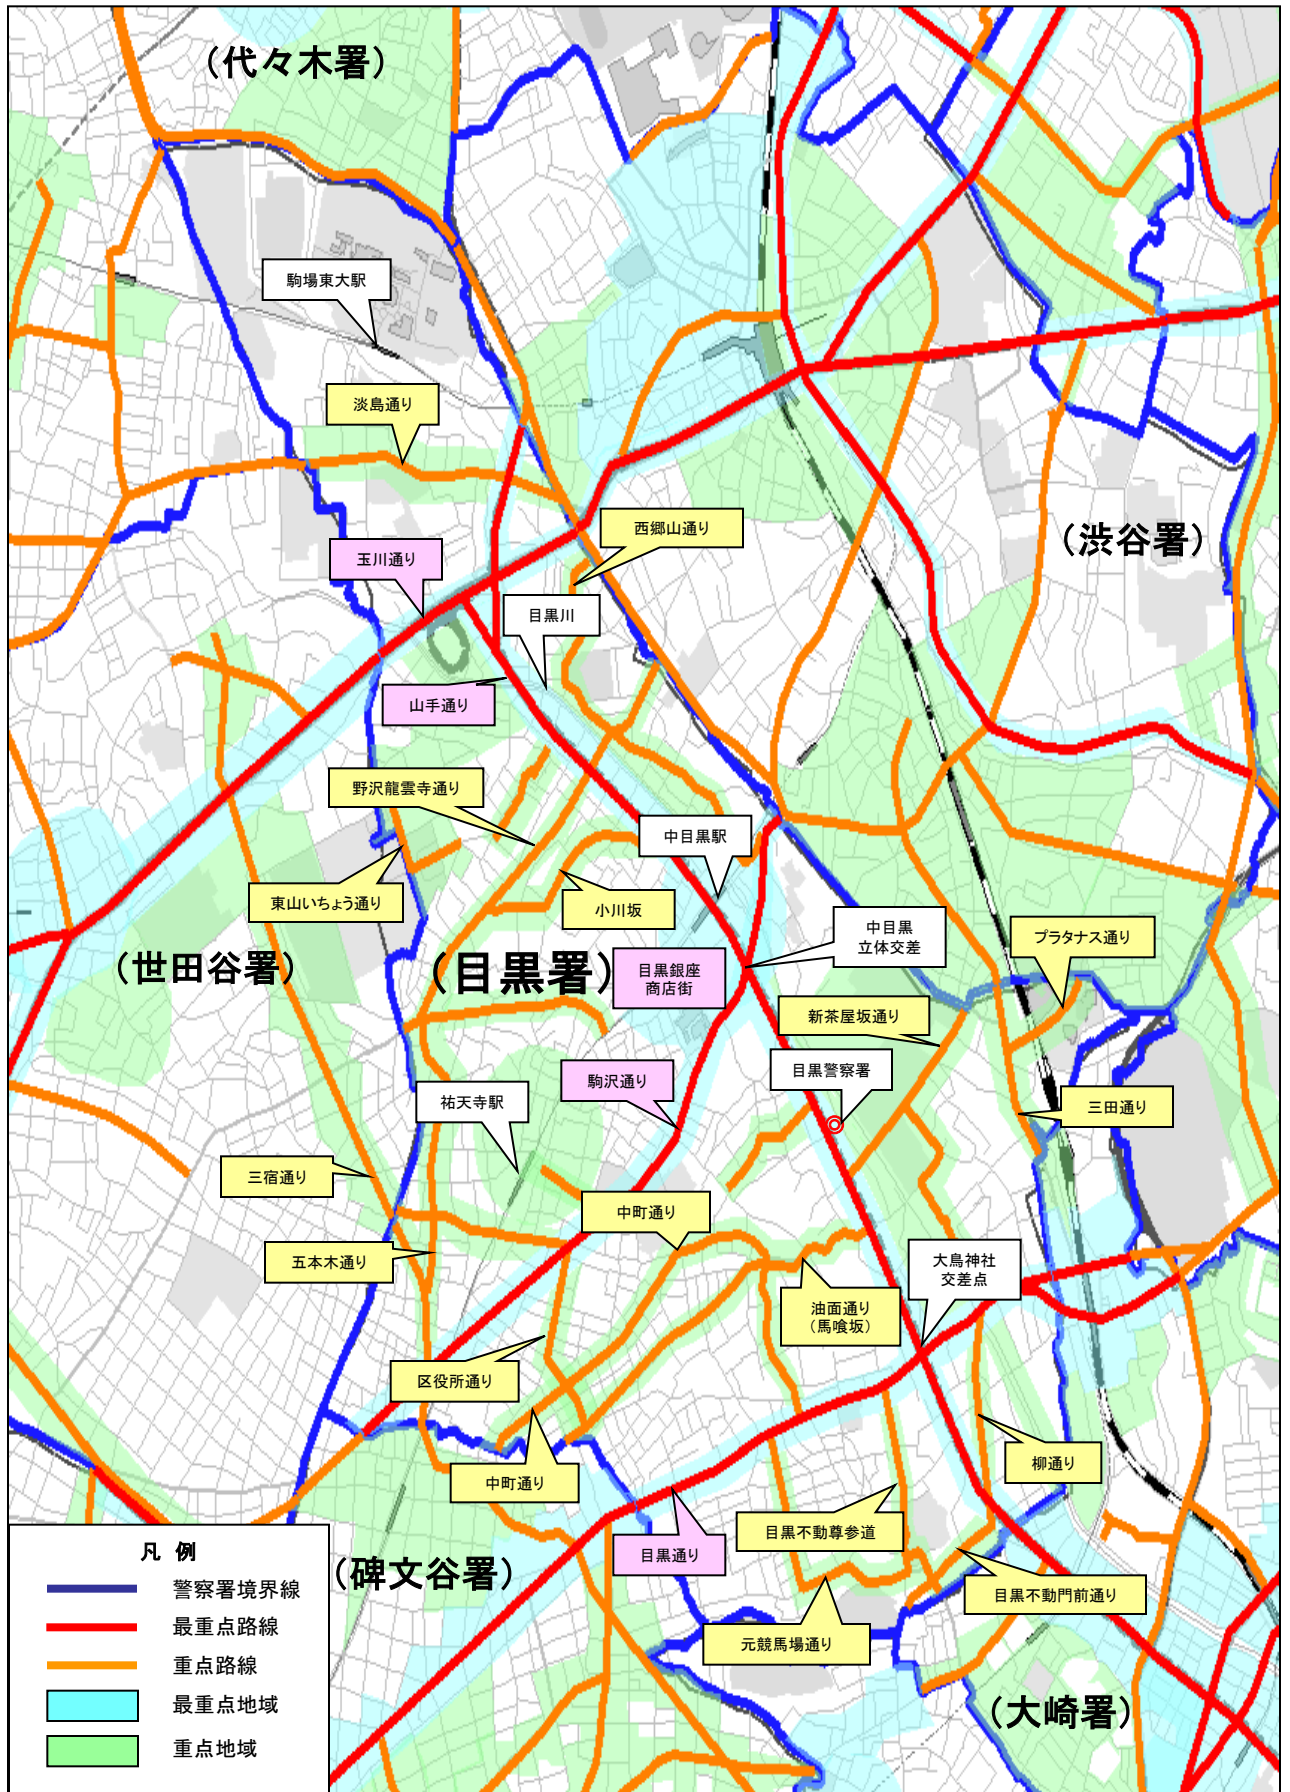 (代々木署)
駒場東大駅
淡島通り
西郷山通り
(渋谷署)
玉川通り
目黒川
山手通り
野沢龍雲寺通り
中目黒駅
東山いちょう通り
小川坂
中目黒
立体交差
プラタナス通り
(世田谷署)
(目黒署)
目黒銀座
商店街
新茶屋坂通り
駒沢通り
目黒警察署
祐天寺駅
三田通り
三宿通り
中町通り
五本木通り
大鳥神社
交差点
油面通り
(馬喰坂)
区役所通り
柳通り
中町通り
目黒不動尊参道
目黒通り
(碑文谷署)
目黒不動門前通り
元競馬場通り
(大崎署)
凡 例
警察署境界線
最重点路線
重点路線
最重点地域
重点地域